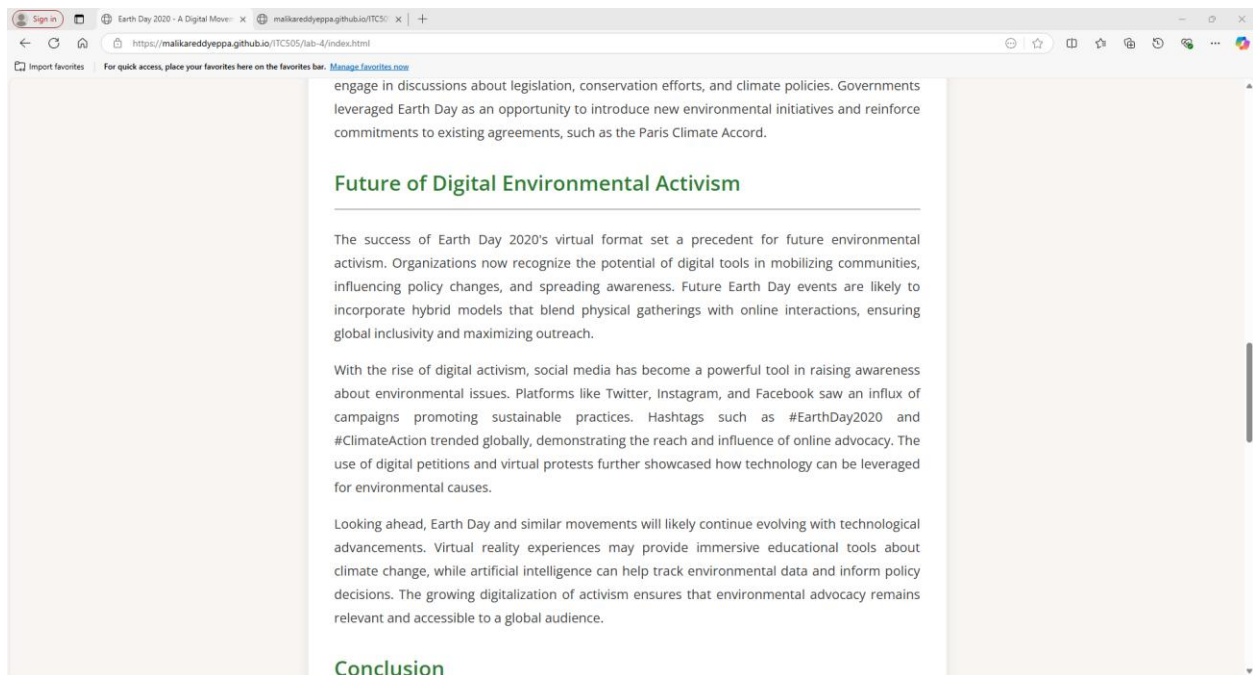 Sign in
Earth Day 2020 - A Digital Movem
malikareddyeppa.github.io/ITC50
https://malikareddyeppa.github.io/ITC505/lab-4/index.html
Import favorites
For quick access, place your favorites here on the favorites bar. Manage favorites now
engage in discussions about legislation, conservation efforts, and climate policies. Governments
leveraged Earth Day as an opportunity to introduce new environmental initiatives and reinforce
commitments to existing agreements, such as the Paris Climate Accord.
Future of Digital Environmental Activism
The success of Earth Day 2020's virtual format set a precedent for future environmental
activism. Organizations now recognize the potential of digital tools in mobilizing communities,
influencing policy changes, and spreading awareness. Future Earth Day events are likely to
incorporate hybrid models that blend physical gatherings with online interactions, ensuring
global inclusivity and maximizing outreach.
With the rise of digital activism, social media has become a powerful tool in raising awareness
about environmental issues. Platforms like Twitter, Instagram, and Facebook saw an influx of
campaigns promoting sustainable practices. Hashtags such as #EarthDay2020 and
#ClimateAction trended globally, demonstrating the reach and influence of online advocacy. The
use of digital petitions and virtual protests further showcased how technology can be leveraged
for environmental causes.
Looking ahead, Earth Day and similar movements will likely continue evolving with technological
advancements. Virtual reality experiences may provide immersive educational tools about
climate change, while artificial intelligence can help track environmental data and inform policy
decisions. The growing digitalization of activism ensures that environmental advocacy remains
relevant and accessible to a global audience.
Conclusion